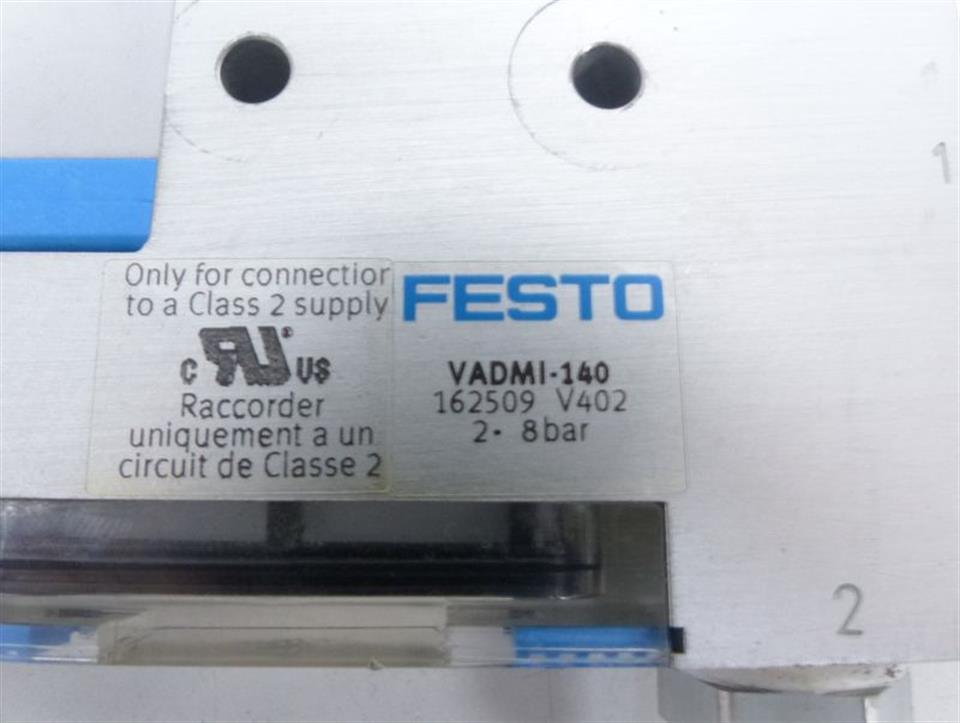 1
Only for connectior
to a Class 2 supply
c RU® US
Raccorder
uniquement a un
circuit de Classe 2
FESTO
VADMI-140
162509 V402
2- 8bar
2